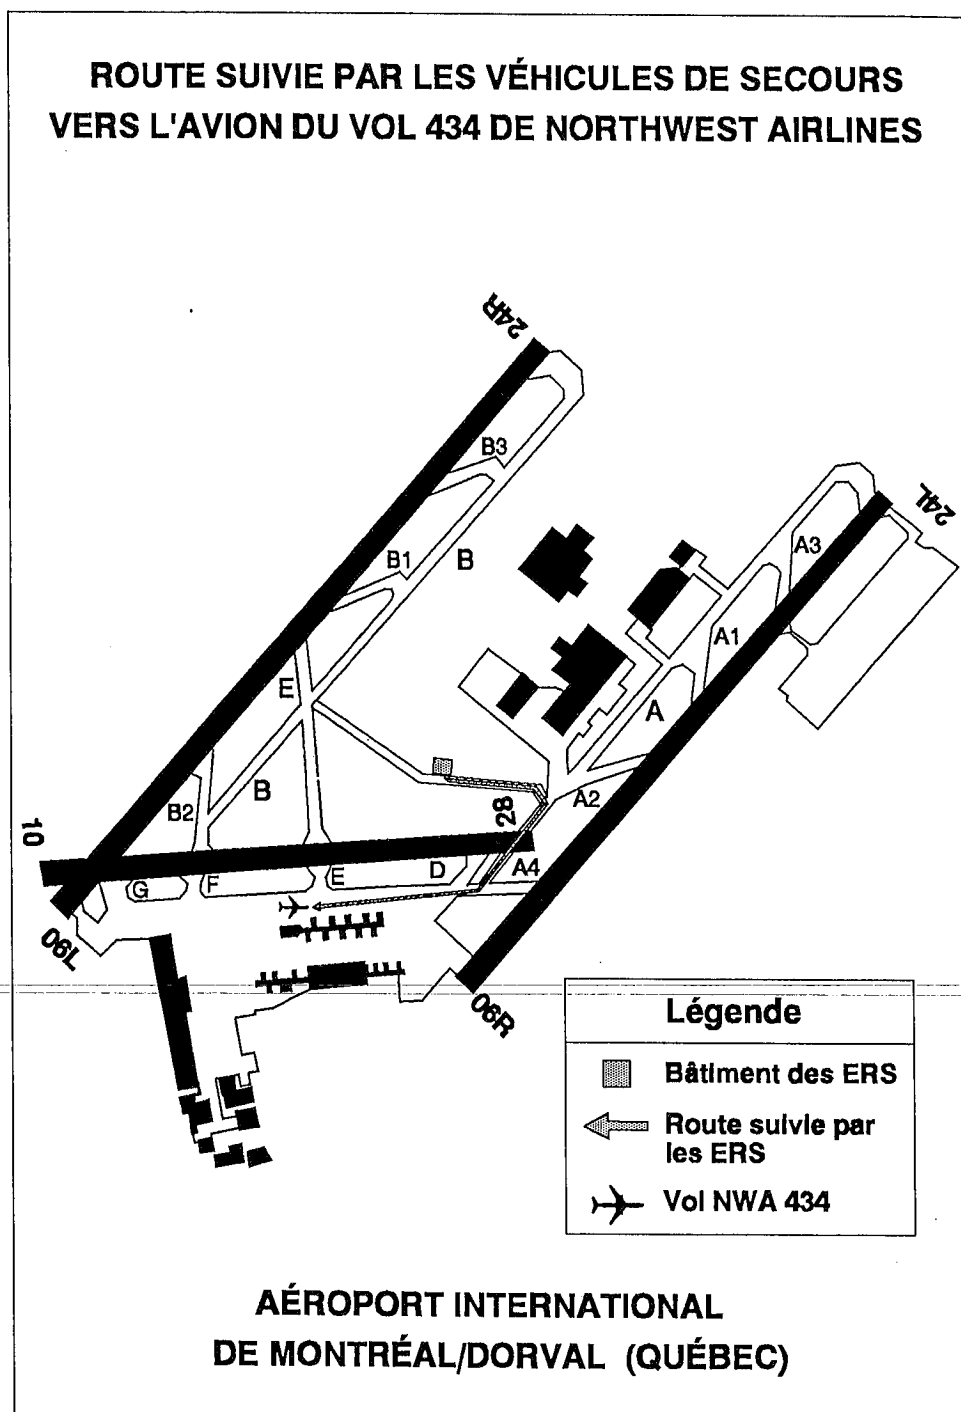 ROUTE SUIVIE PAR LES VÉHICULES DE SECOURS
VERS L'AVION DU VOL 434 DE NORTHWEST AIRLINES
24R
B3
24L
B1
B
A3
A1
E
A
B
B2
28
A2
10
G
F
E
D
A4
06L
06R
Légende
Bâtiment des ERS
Route suivie par
les ERS
Vol NWA 434
AÉROPORT INTERNATIONAL
DE MONTRÉAL/DORVAL (QUÉBEC)